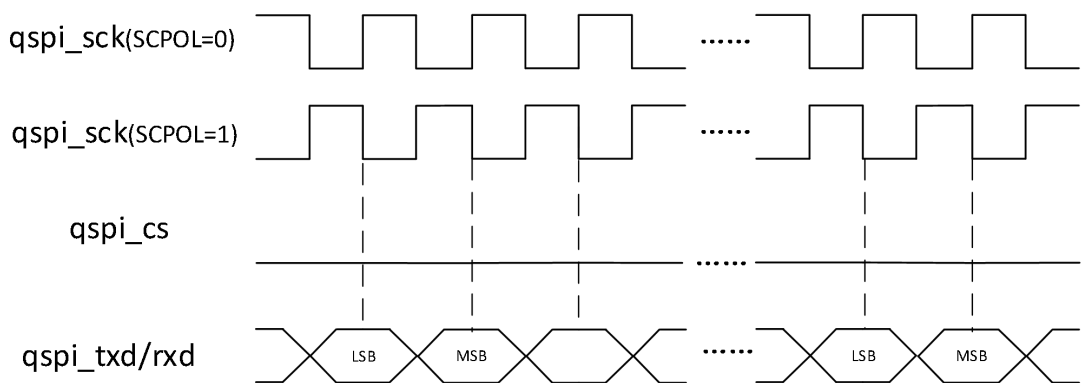 qspi_sck(SCPOL=0)
......
qspi_sck(SCPOL=1)
......
qspi_cs
......
qspi_txd/rxd
LSB
MSB
......
LSB
MSB